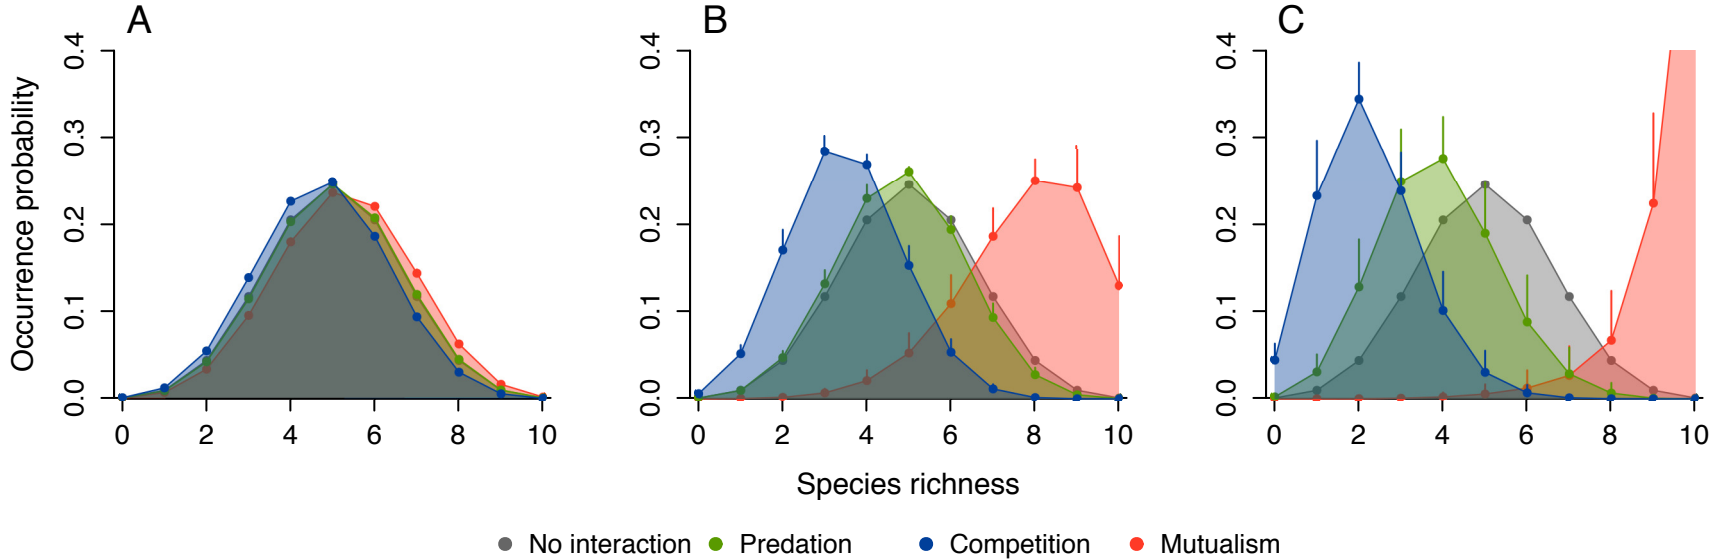 A
B
C
Occurrence probability
0.4
0.3
0.2
0.1
0.0
0 2 4 6 8 10
0.4
0.3
0.2
0.1
0.0
0 2 4 6 8 10
0.4
0.3
0.2
0.1
0.0
0 2 4 6 8 10
Species richness
No interaction Predation Competition Mutualism